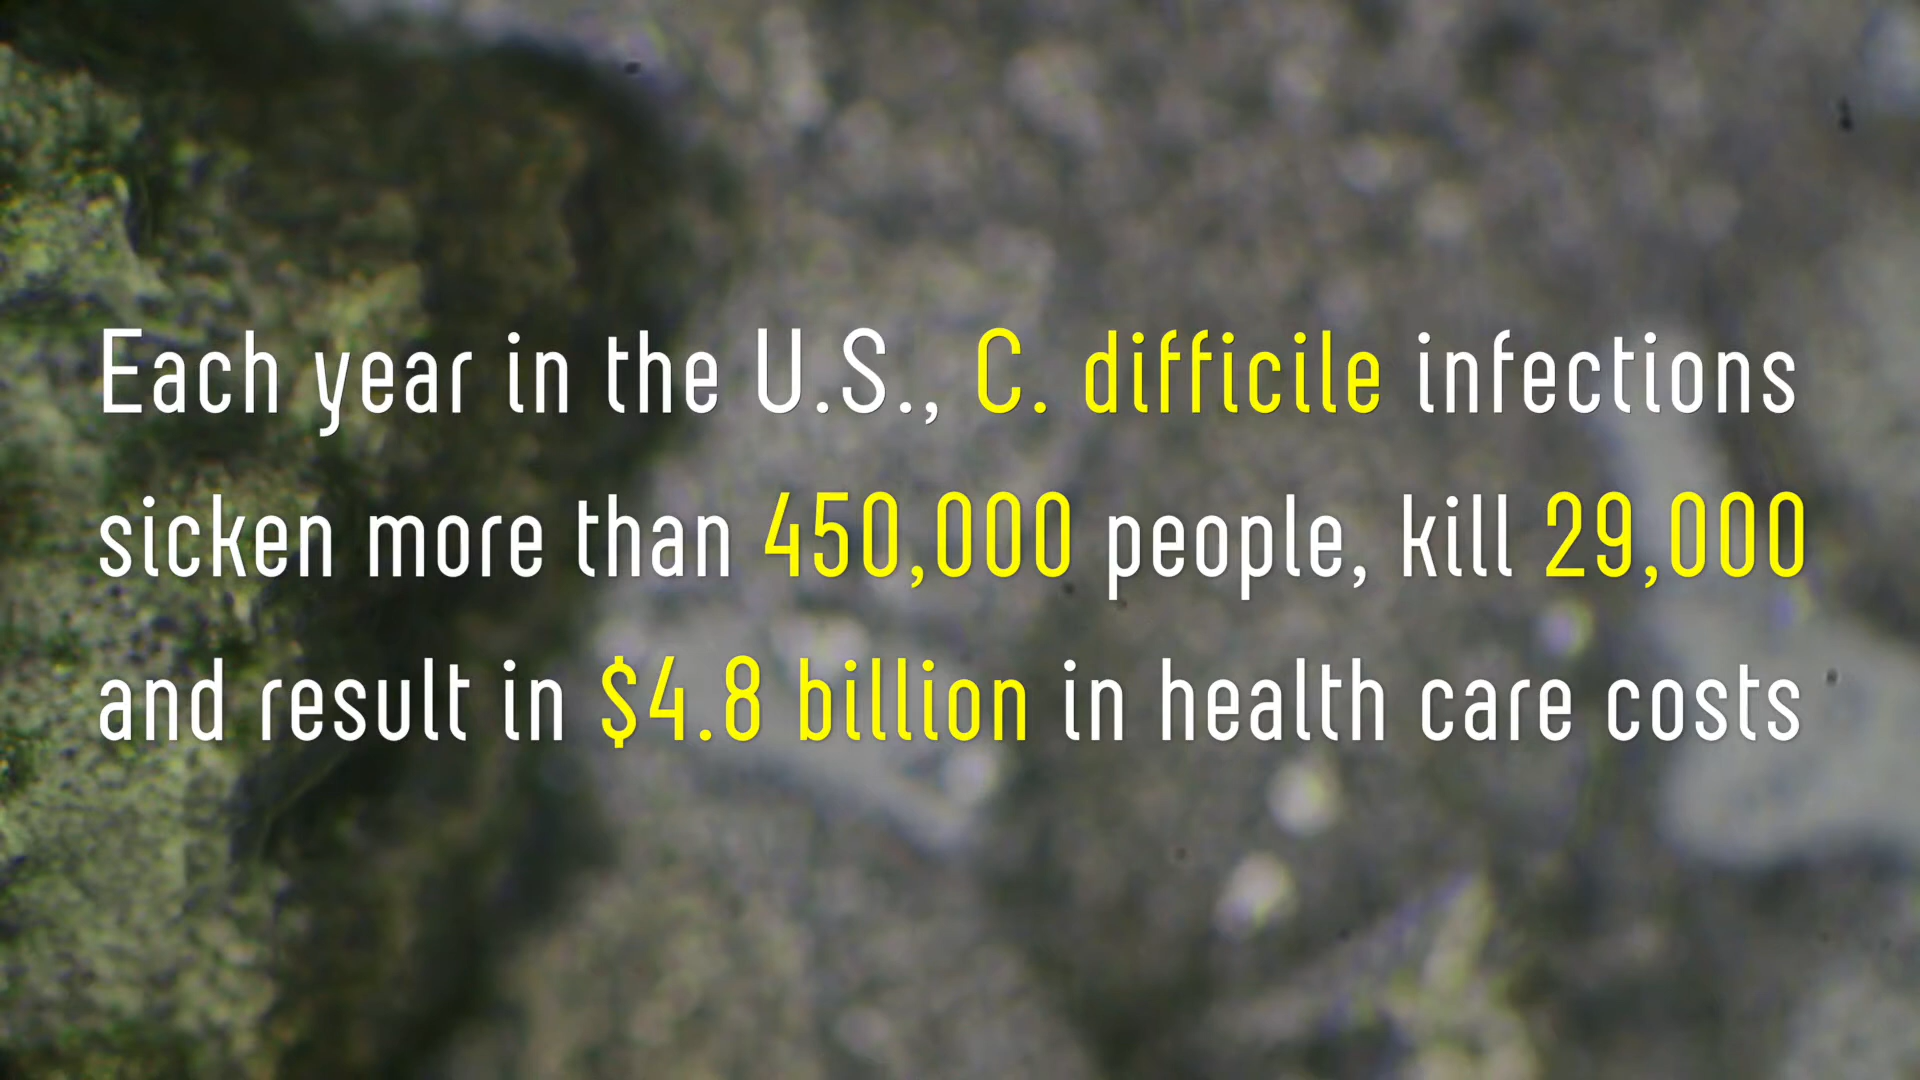 Each year in the U.S., C. difficile infections
sicken more than 450,000 people, kill 29,000
and result in $4.8 billion in health care costs